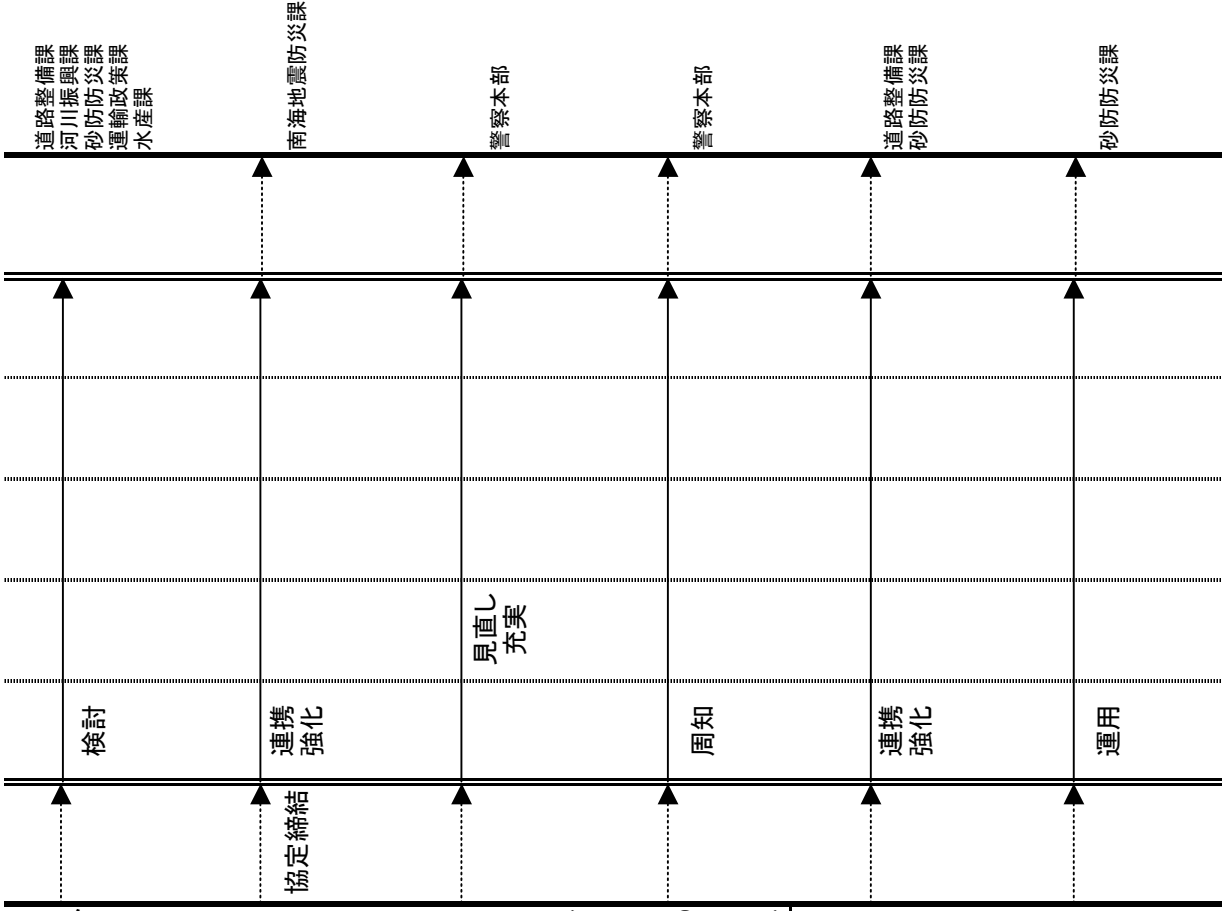 道路整備課
河川振興課
砂防防災課
運輸政策課
水産課
検討
南海地震防災課
連携
強化
協定締結
警察本部
見直し
充実
警察本部
周知
道路整備課
砂防防災課
連携
強化
砂防防災課
運用